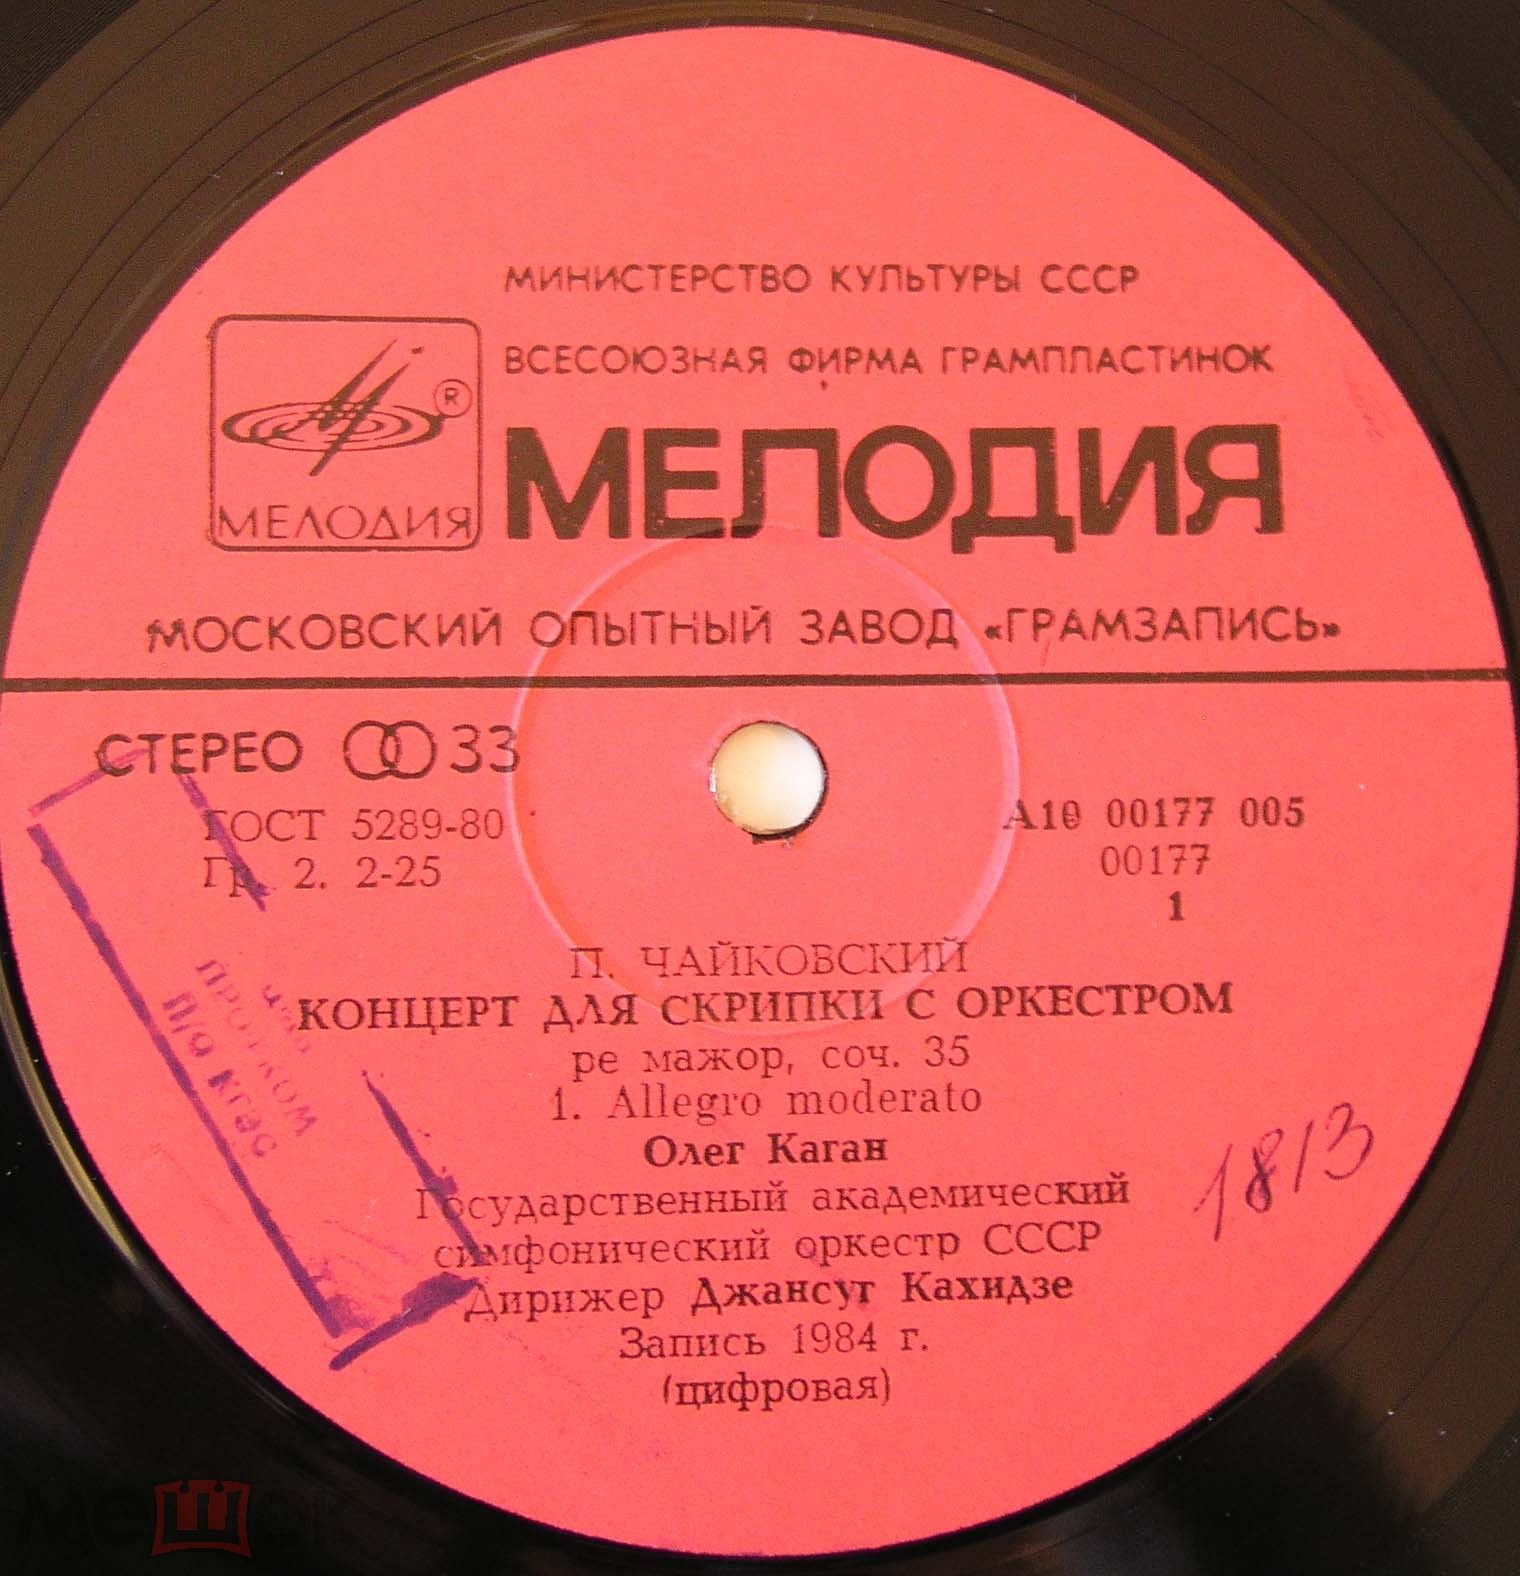 МИНИСТЕРСТВО КУЛЬТУРЫ СССР
ВСЕСОЮЗНАЯ ФИРМА ГРАМПЛАСТИНОК
МЕЛОДИЯ
R
МЕЛОДИЯ
МОСКОВСКИЙ ОПЫТНЫЙ ЗАВОД «ГРАМЗАПИСЬ»
СТЕРЕО 33
ГОСТ 5289-80
Гр. 2. 2-25
А10 00177 005
00177
1
П. ЧАЙКОВСКИЙ
КОНЦЕРТ ДЛЯ СКРИПКИ С ОРКЕСТРОМ
ре мажор, соч. 35
1. Allegro moderato
Олег Каган
Государственный академический
симфонический оркестр СССР
Дирижер Джансуг Кахидзе
Запись 1984 г.
(цифровая)
1813
п/о
мешок